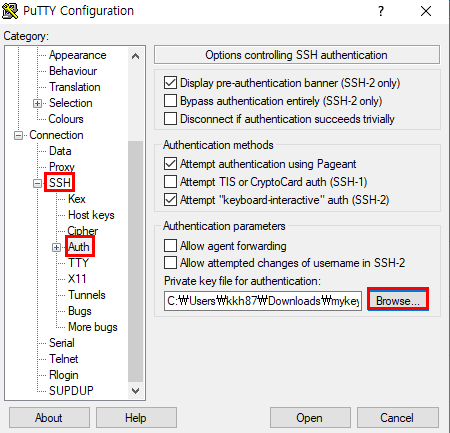 PuTTY Configuration
?
Category:
Appearance
Behaviour
Translation
Selection
Colours
Connection
Data
Proxy
SSH
Kex
Host keys
Cipher
Auth
TTY
X11
Tunnels
Bugs
More bugs
Serial
Telnet
Rlogin
SUPDUP
Options controlling SSH authentication
Display pre-authentication banner (SSH-2 only)
Bypass authentication entirely (SSH-2 only)
Disconnect if authentication succeeds trivially
Authentication methods
Attempt authentication using Pageant
Attempt TIS or CryptoCard auth (SSH-1)
Attempt "keyboard-interactive" auth (SSH-2)
Authentication parameters
Allow agent forwarding
Allow attempted changes of username in SSH-2
Private key file for authentication:
C:₩Users₩kkh87₩Downloads₩mykey
Browse...
About
Help
Open
Cancel